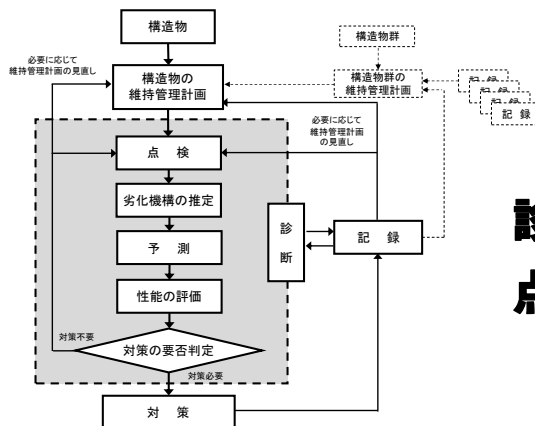 構造物
必要に応じて
維持管理計画の見直し
構造物の
維持管理計画
構造物群
構造物群の
維持管理計画
記 録
記 録
必要に応じて
維持管理計画
の見直し
点 検
劣化機構の推定
予 測
性能の評価
対策不要
対策の要否判定
対策必要
対 策
診
断
記 録
点